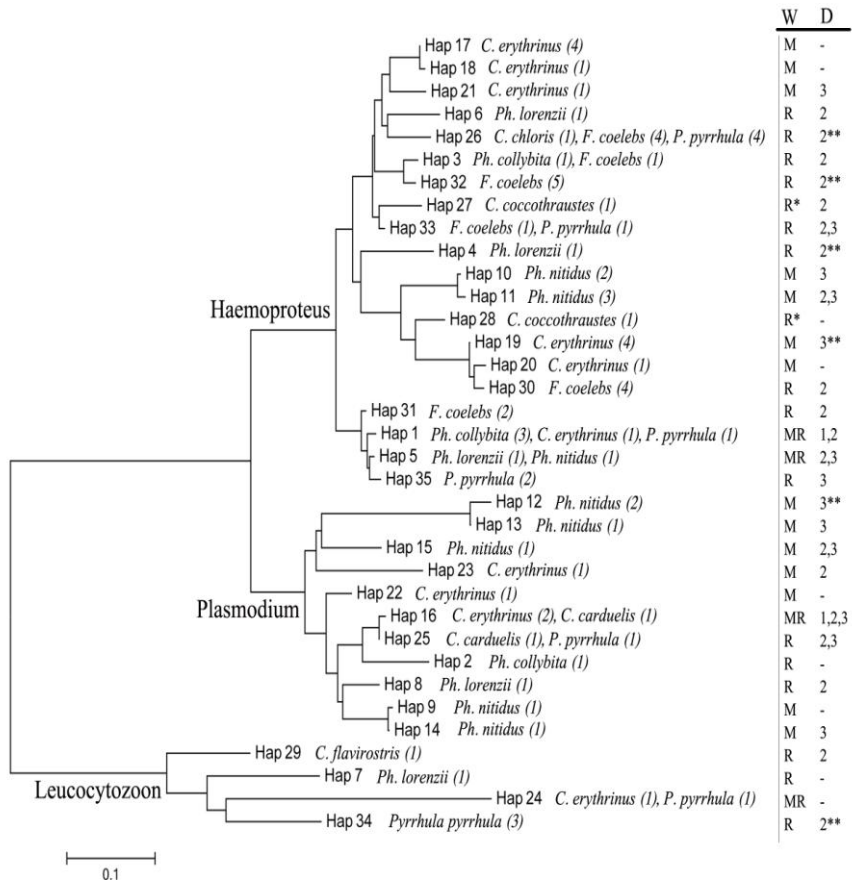 W D
Hap 17 C. erythrinus (4) M -
Hap 18 C. erythrinus (1) M -
Hap 21 C. erythrinus (1) M 3
Hap 6 Ph. lorenzii (1) R 2
Hap 26 C. chloris (1), F. coelebs (4), P. pyrrhula (4) R 2**
Hap 3 Ph. collybita (1), F. coelebs (1) R 2
Hap 32 F. coelebs (5) R 2**
Hap 27 C. coccothraustes (1) R* 2
Hap 33 F. coelebs (1), P. pyrrhula (1) R 2,3
Hap 4 Ph. lorenzii (1) R 2**
Hap 10 Ph. nitidus (2) M 3
Hap 11 Ph. nitidus (3) M 2,3
Haemoproteus
Hap 28 C. coccothraustes (1) R* -
Hap 19 C. erythrinus (4) M 3**
Hap 20 C. erythrinus (1) M -
Hap 30 F. coelebs (4) R 2
Hap 31 F. coelebs (2) R 2
Hap 1 Ph. collybita (3), C. erythrinus (1), P. pyrrhula (1) MR 1,2
Hap 5 Ph. lorenzii (1), Ph. nitidus (1) MR 2,3
Hap 35 P. pyrrhula (2) R 3
Hap 12 Ph. nitidus (2) M 3**
Hap 13 Ph. nitidus (1) M 3
Hap 15 Ph. nitidus (1) M 2,3
Hap 23 C. erythrinus (1) M 2
Hap 22 C. erythrinus (1) M -
Plasmodium
Hap 16 C. erythrinus (2), C. carduelis (1) MR 1,2,3
Hap 25 C. carduelis (1), P. pyrrhula (1) R 2,3
Hap 2 Ph. collybita (1) R -
Hap 8 Ph. lorenzii (1) R 2
Hap 9 Ph. nitidus (1) M -
Hap 14 Ph. nitidus (1) M 3
Hap 29 C. flavirostris (1) R 2
Hap 7 Ph. lorenzii (1) R -
Leucocytozoon
Hap 24 C. erythrinus (1), P. pyrrhula (1) MR -
Hap 34 Pyrrhula pyrrhula (3) R 2**
0.1